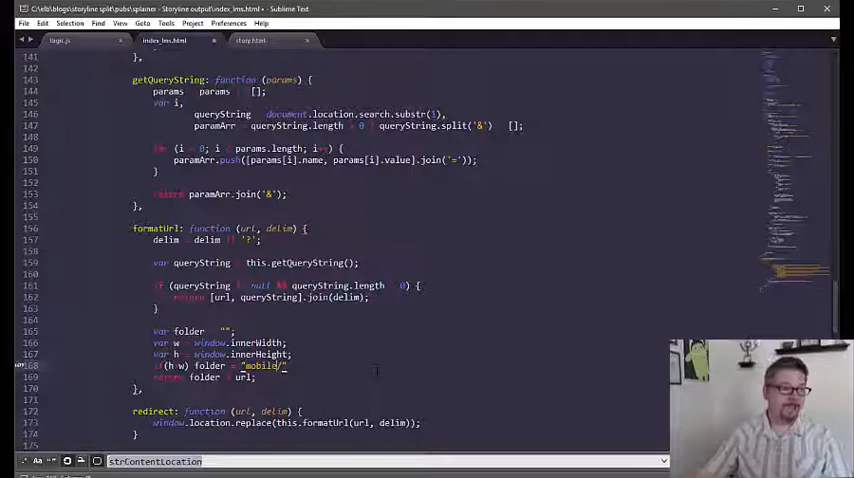 C:\elb\blogs\storyline split\pubs\splainer - Storyline output\index_lms.html • - Sublime Text
File Edit Selection Find View Goto Tools Project Preferences Help
logic.js index_lms.html story.html
141 },
142
143 getQueryString: function (params) {
144 params = params || [];
145 var i,
146 queryString = document.location.search.substr(1),
147 paramArr = queryString.length > 0 ? queryString.split('&') : [];
148
149 for (i = 0; i < params.length; i++) {
150 paramArr.push([params[i].name, params[i].value].join('='));
151 }
152
153 return paramArr.join('&');
154 },
155
156 formatUrl: function (url, delim) {
157 delim = delim || '?';
158
159 var queryString = this.getQueryString();
160
161 if (queryString != null && queryString.length > 0) {
162 return [url, queryString].join(delim);
163 }
164
165 var folder = "";
166 var w = window.innerWidth;
167 var h = window.innerHeight;
168 if(h>w) folder = "mobile/"
169 return folder + url;
170 },
171
172 redirect: function (url, delim) {
173 window.location.replace(this.formatUrl(url, delim));
174 }
175
.* Aa "" strContentLocation